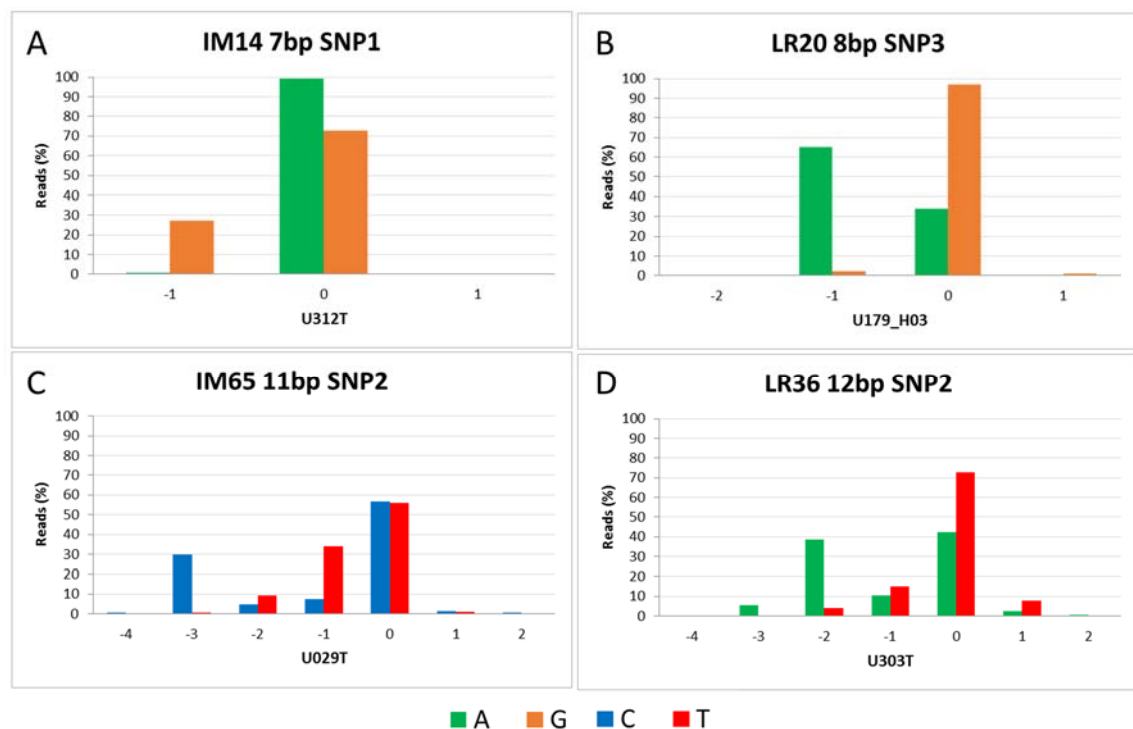 A
IM14 7bp SNP1
Reads (%)
100
90
80
70
60
50
40
30
20
10
0
-1 0 1
U312T
B
LR20 8bp SNP3
Reads (%)
100
90
80
70
60
50
40
30
20
10
0
-2 -1 0 1
U179_H03
C
IM65 11bp SNP2
Reads (%)
100
90
80
70
60
50
40
30
20
10
0
-4 -3 -2 -1 0 1 2
U029T
D
LR36 12bp SNP2
Reads (%)
100
90
80
70
60
50
40
30
20
10
0
-4 -3 -2 -1 0 1 2
U303T
A G C T